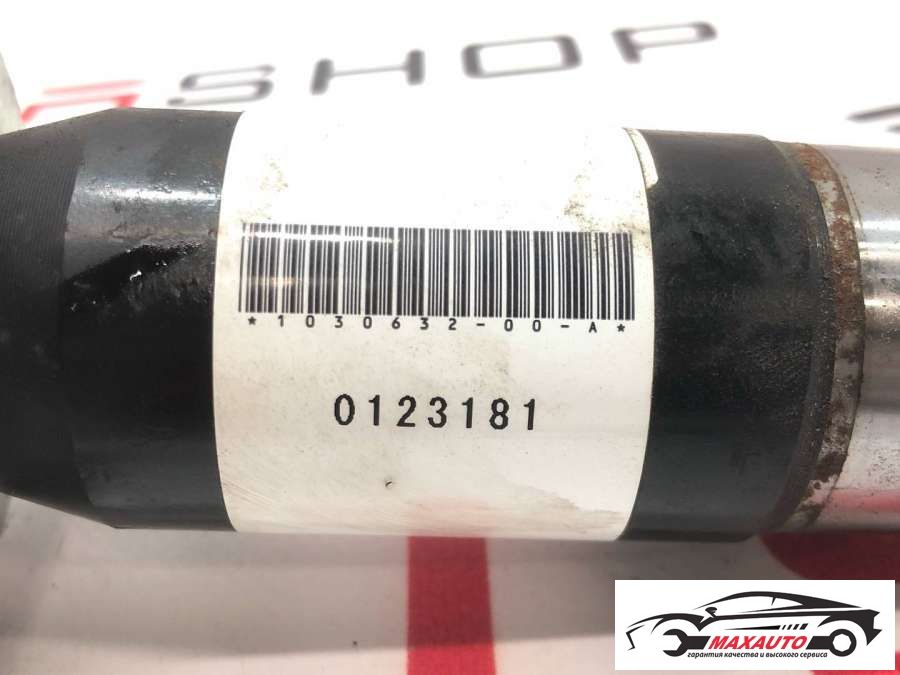 SHOP
*1030632-00-A*
0123181
MAXAUTO
гарантия качества и высокого сервиса